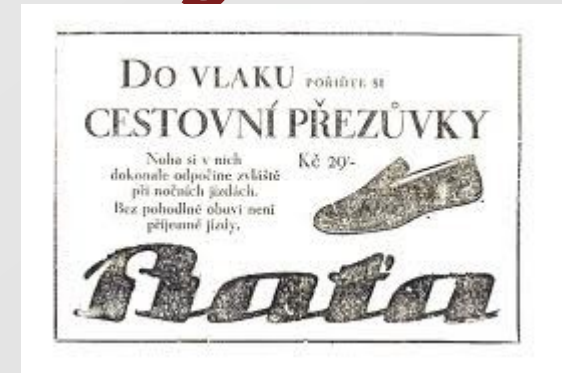 DO VLAKU POŘIĎTE SI
CESTOVNÍ PŘEZŮVKY
Noha si v nich
dokonale odpočine zvláště
při nočních jízdách.
Bez pohodlné obuvi není
příjemné jízdy.
Kč 29·-
Baťa